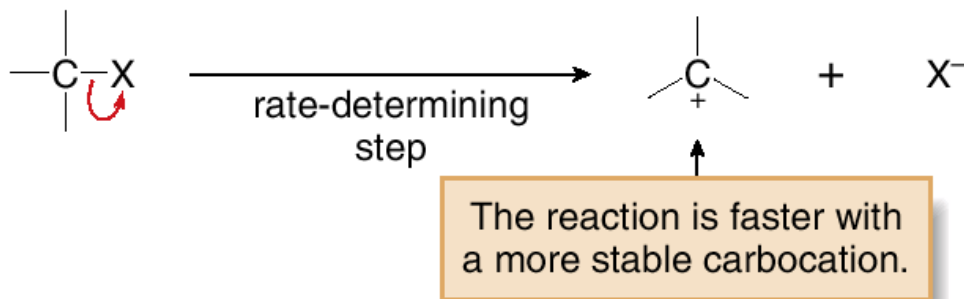 C X
C
+
+
X⁻
rate-determining
step
The reaction is faster with
a more stable carbocation.